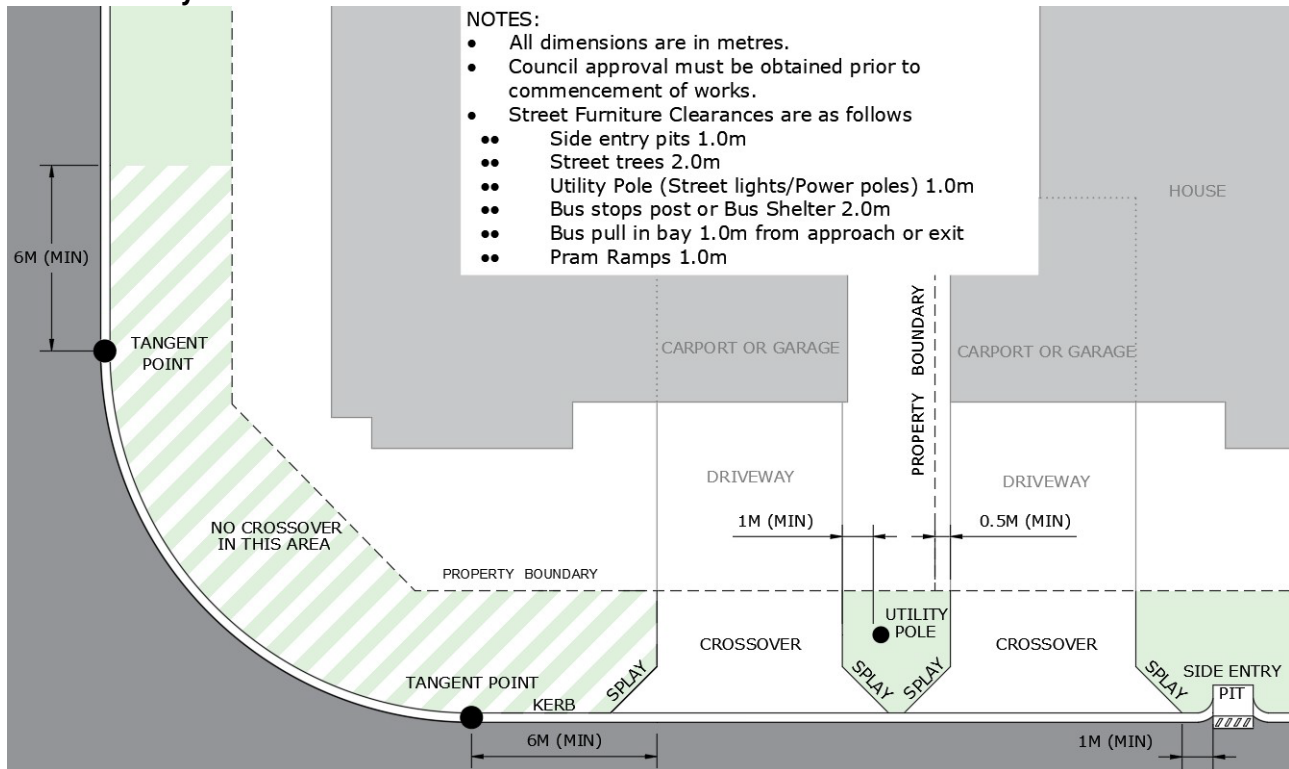 NOTES:
• All dimensions are in metres.
• Council approval must be obtained prior to
commencement of works.
• Street Furniture Clearances are as follows
•• Side entry pits 1.0m
•• Street trees 2.0m
•• Utility Pole (Street lights/Power poles) 1.0m
•• Bus stops post or Bus Shelter 2.0m
•• Bus pull in bay 1.0m from approach or exit
•• Pram Ramps 1.0m
HOUSE
6M (MIN)
TANGENT
POINT
CARPORT OR GARAGE
PROPERTY BOUNDARY
CARPORT OR GARAGE
DRIVEWAY
DRIVEWAY
NO CROSSOVER
IN THIS AREA
1M (MIN)
0.5M (MIN)
PROPERTY BOUNDARY
CROSSOVER
UTILITY
POLE
CROSSOVER
TANGENT POINT
KERB
SPLAY
SPLAY
SPLAY
SPLAY
SIDE ENTRY
PIT
6M (MIN)
1M (MIN)